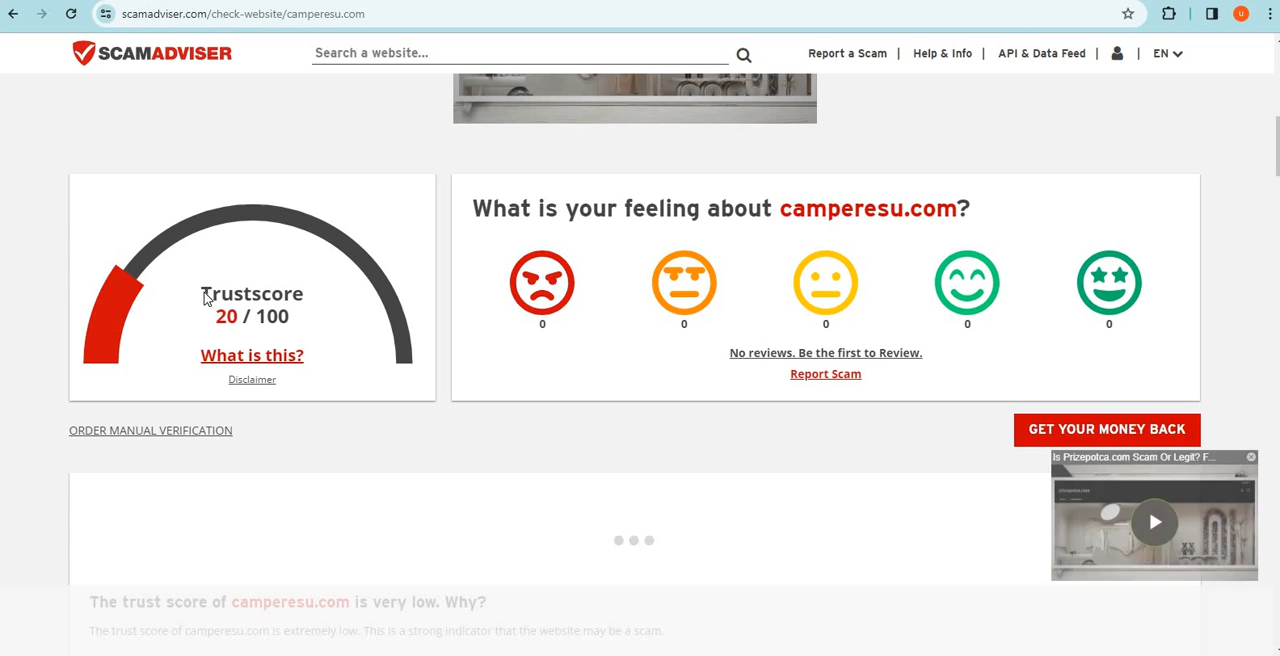 scamadviser.com/check-website/camperesu.com
u
SCAMADVISER
Search a website...
Report a Scam | Help & Info | API & Data Feed | | EN
Trustscore
20 / 100
What is this?
Disclaimer
What is your feeling about camperesu.com?
0 0 0 0 0
No reviews. Be the first to Review.
Report Scam
ORDER MANUAL VERIFICATION
GET YOUR MONEY BACK
Is Prizepotca.com Scam Or Legit? F...
The trust score of camperesu.com is very low. Why?
The trust score of camperesu.com is extremely low. This is a strong indicator that the website may be a scam.